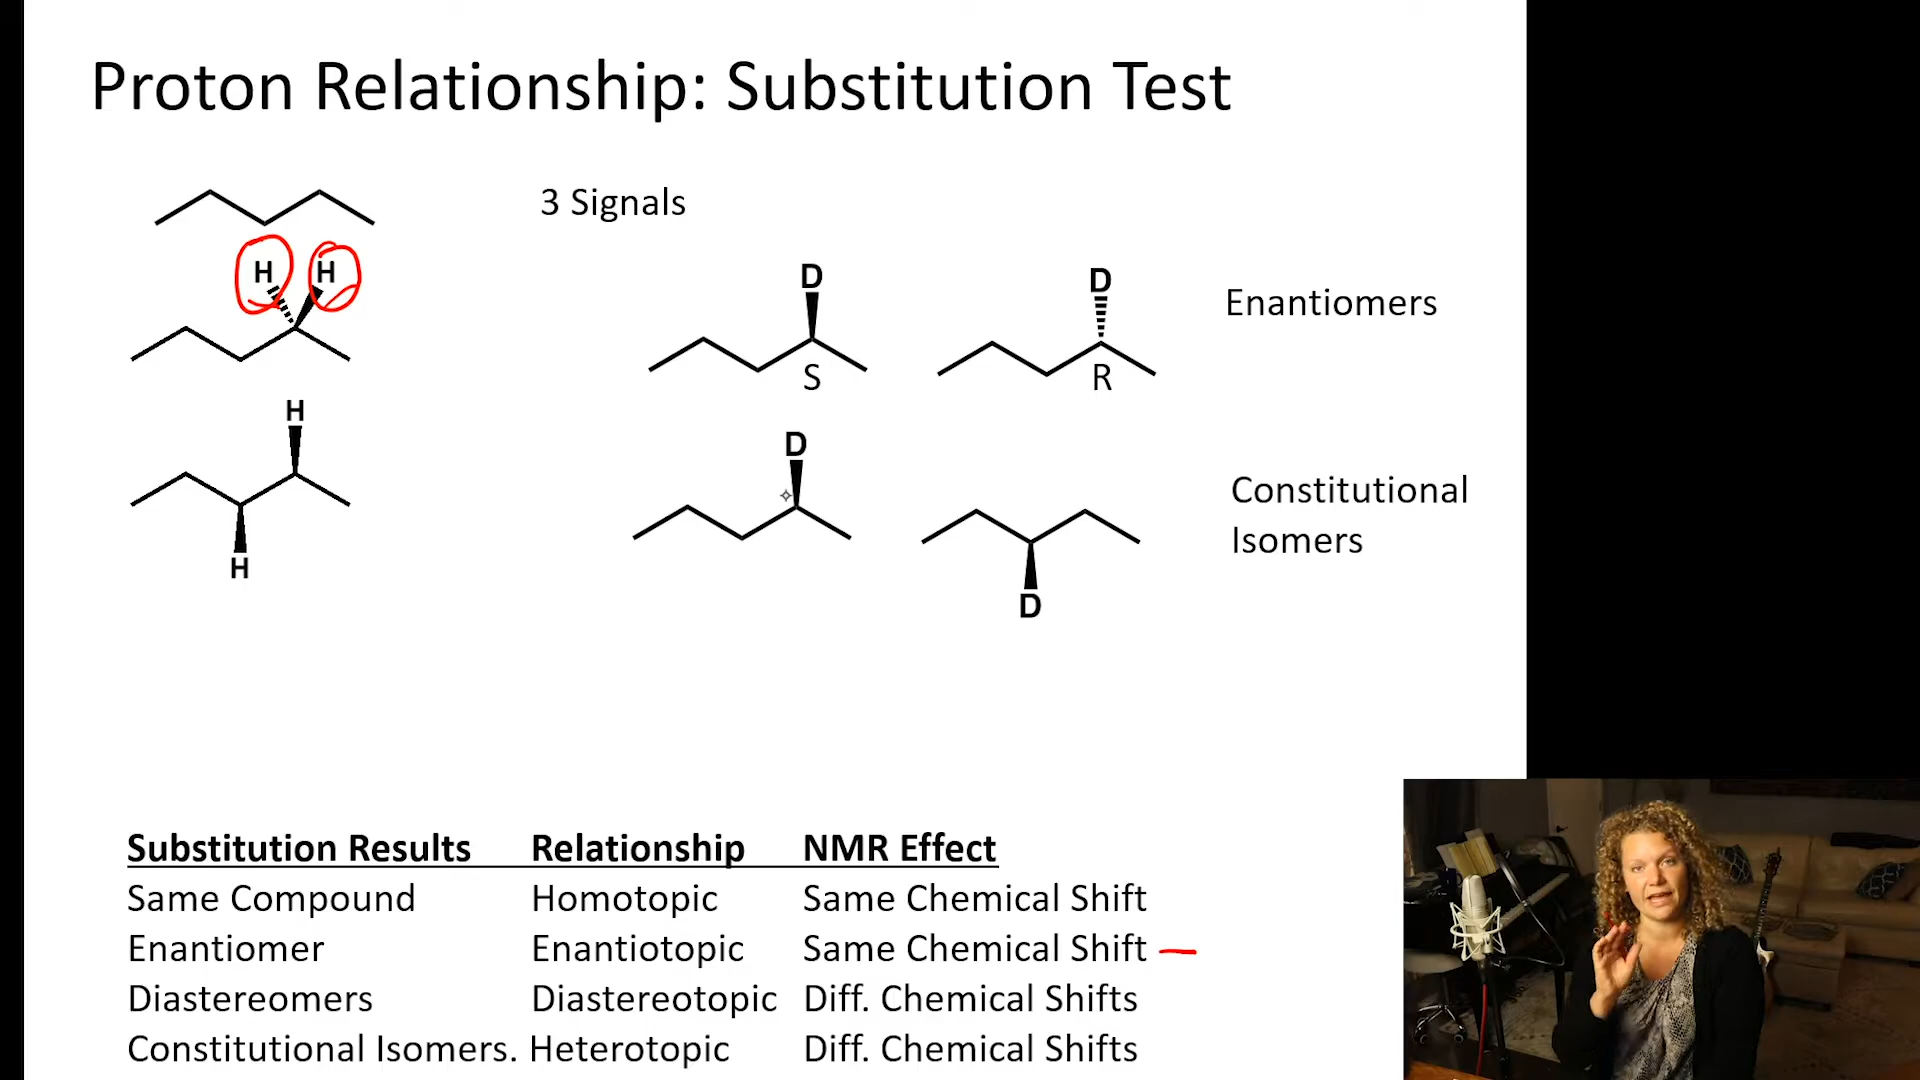 Proton Relationship: Substitution Test
3 Signals
H H
D D
Enantiomers
S R
H
D
Constitutional
Isomers
H
D
Substitution Results Relationship NMR Effect
Same Compound Homotopic Same Chemical Shift
Enantiomer Enantiotopic Same Chemical Shift
Diastereomers Diastereotopic Diff. Chemical Shifts
Constitutional Isomers. Heterotopic Diff. Chemical Shifts